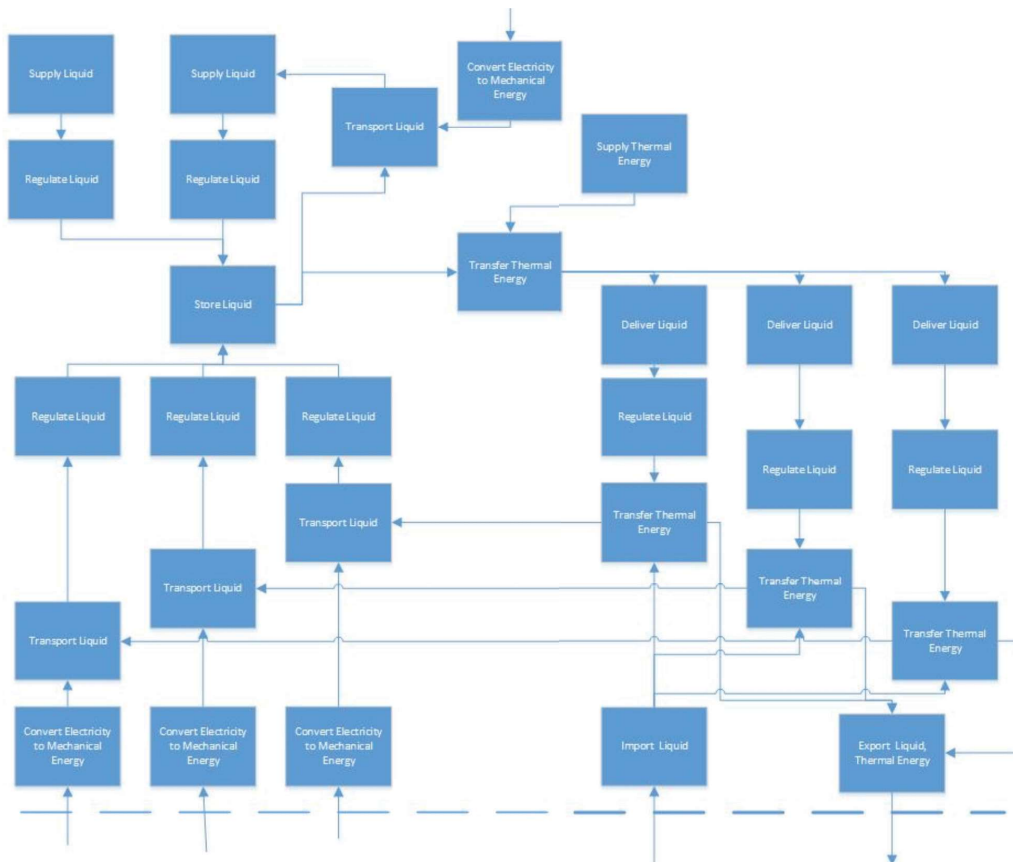 Supply Liquid
Supply Liquid
Convert Electricity
to Mechanical
Energy
Transport Liquid
Supply Thermal
Energy
Regulate Liquid
Regulate Liquid
Transfer Thermal
Energy
Store Liquid
Deliver Liquid
Deliver Liquid
Deliver Liquid
Regulate Liquid
Regulate Liquid
Regulate Liquid
Regulate Liquid
Regulate Liquid
Regulate Liquid
Transport Liquid
Transfer Thermal
Energy
Transport Liquid
Transfer Thermal
Energy
Transport Liquid
Transfer Thermal
Energy
Convert Electricity
to Mechanical
Energy
Convert Electricity
to Mechanical
Energy
Convert Electricity
to Mechanical
Energy
Import Liquid
Export Liquid,
Thermal Energy